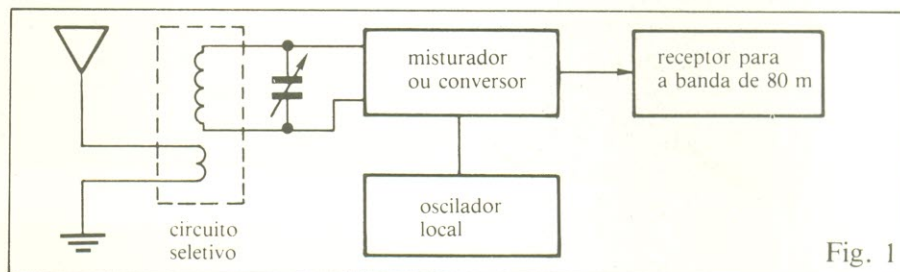 misturador
ou conversor
receptor para
a banda de 80 m
circuito
seletivo
oscilador
local
Fig. 1